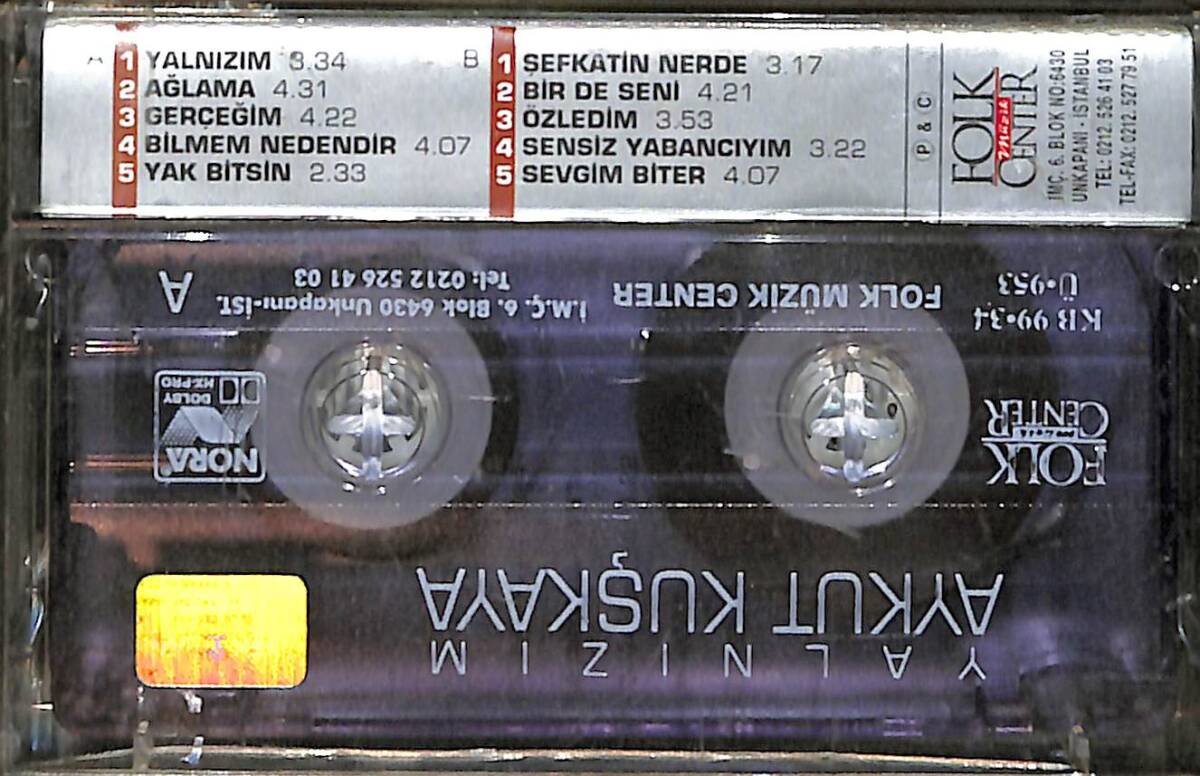 A
1 YALNIZIM 3.34
2 AĞLAMA 4.31
3 GERÇEĞİM 4.22
4 BİLMEM NEDENDİR 4.07
5 YAK BİTSİN 2.33
B
1 ŞEFKATİN NERDE 3.17
2 BİR DE SENİ 4.21
3 ÖZLEDİM 3.53
4 SENSİZ YABANCIYIM 3.22
5 SEVGİM BİTER 4.07
P & C
FOLK
müzik
CENTER
İMÇ. 6. BLOK NO:6430
UNKAPANI - İSTANBUL
TEL: 0212. 526 41 03
TEL-FAX: 0212. 527 79 51
YALNIZIM
AYKUT KUŞKAYA
FOLK
müzik
CENTER
NORA
DOLBY
HX-PRO
KB 99•34
Ü•953
FOLK MÜZİK CENTER
İ.M.Ç. 6. Blok 6430 Unkapanı-İST.
Tel: 0212 526 41 03
A